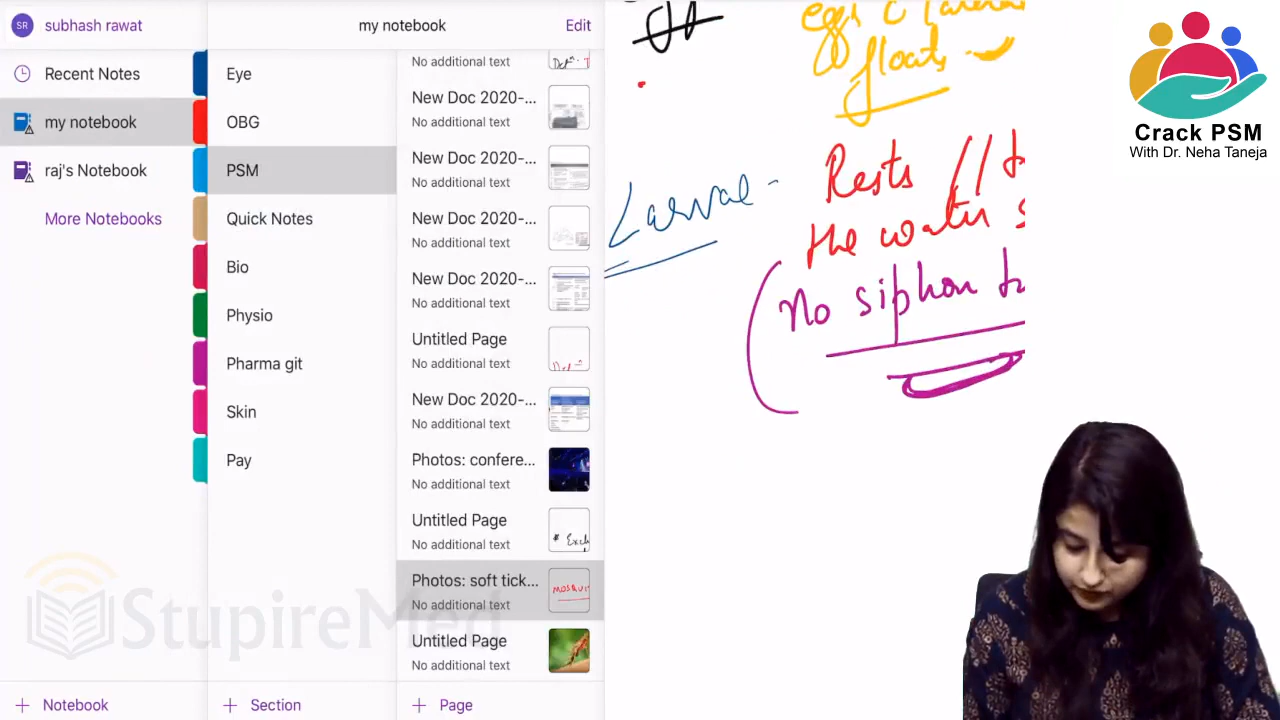 SR subhash rawat
Recent Notes
my notebook
raj's Notebook
More Notebooks
Notebook
Eye
OBG
PSM
Quick Notes
Bio
Physio
Pharma git
Skin
Pay
Section
my notebook
Edit
No additional text
New Doc 2020-...
No additional text
New Doc 2020-...
No additional text
New Doc 2020-...
No additional text
New Doc 2020-...
No additional text
Untitled Page
No additional text
New Doc 2020-...
No additional text
Photos: confere...
No additional text
Untitled Page
No additional text
Photos: soft tick...
No additional text
Untitled Page
No additional text
Page
eggs
floats
Larvae -
Rests //
the water s
(No siphon
Crack PSM
With Dr. Neha Taneja
StupireMed